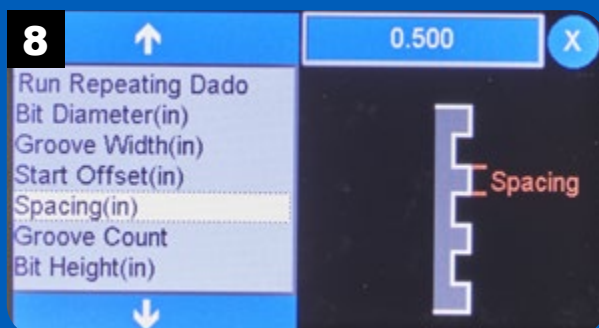 8
0.500
X
Run Repeating Dado
Bit Diameter(in)
Groove Width(in)
Start Offset(in)
Spacing(in)
Groove Count
Bit Height(in)
Spacing